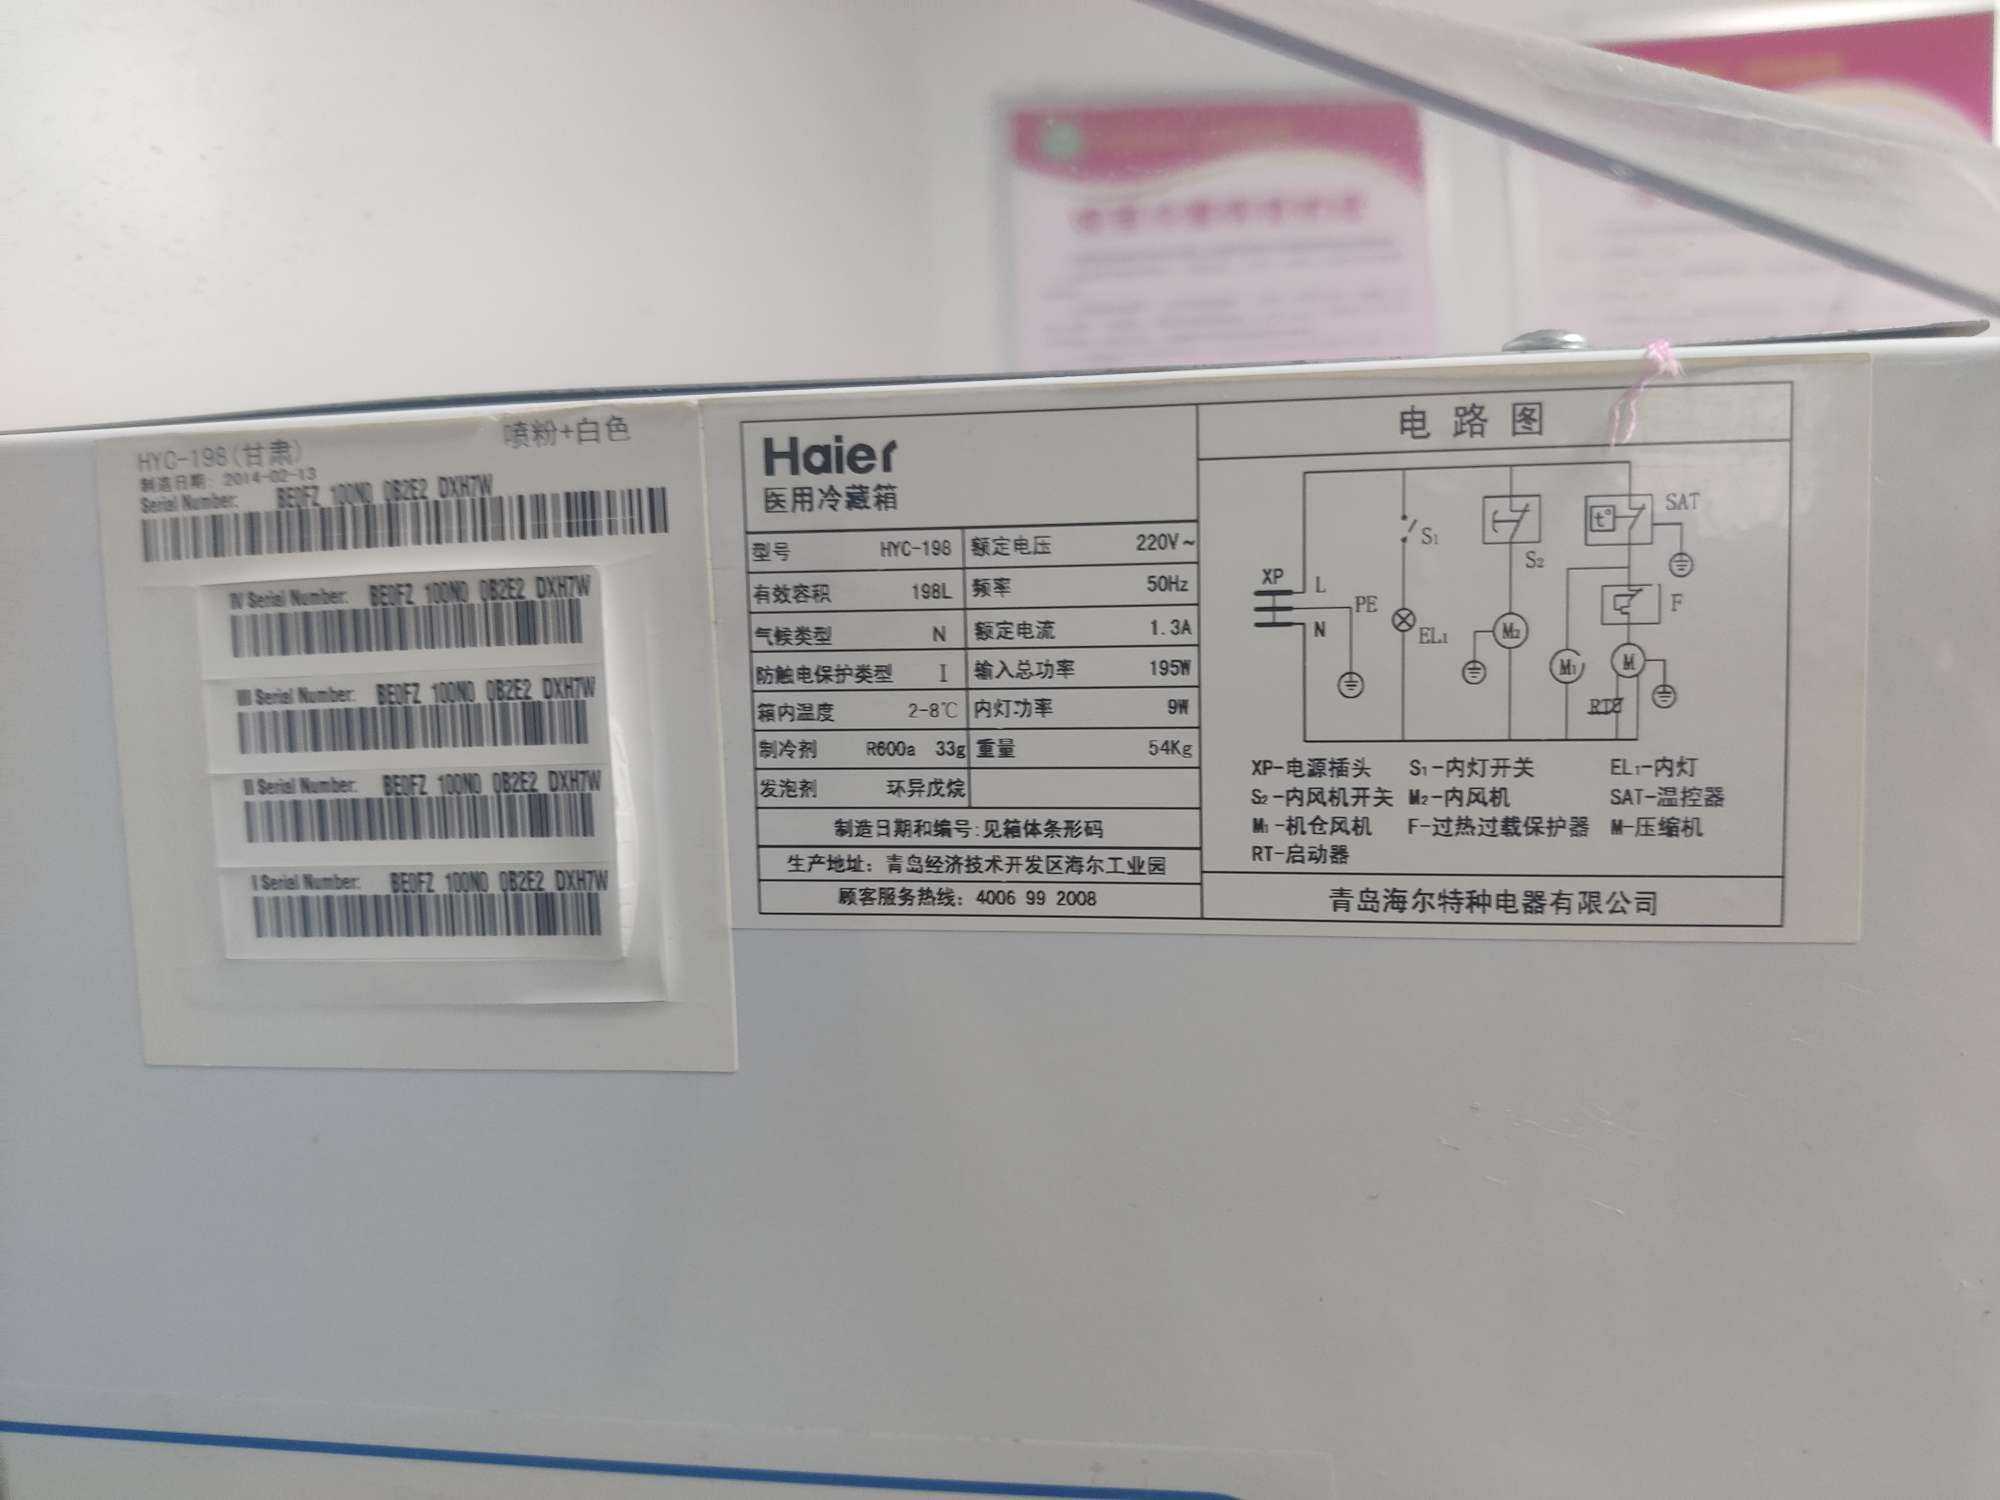 HYC-198(甘肃)
喷粉+白色
制造日期: 2014-02-13
Serial Number: BE0FZ 100N0 0B2E2 DXH7W
IV Serial Number: BE0FZ 100N0 0B2E2 DXH7W
III Serial Number: BE0FZ 100N0 0B2E2 DXH7W
II Serial Number: BE0FZ 100N0 0B2E2 DXH7W
I Serial Number: BE0FZ 100N0 0B2E2 DXH7W
Haier
医用冷藏箱
型号 HYC-198 额定电压 220V~
有效容积 198L 频率 50Hz
气候类型 N 额定电流 1.3A
防触电保护类型 I 输入总功率 195W
箱内温度 2-8℃ 内灯功率 9W
制冷剂 R600a 33g 重量 54Kg
发泡剂 环异戊烷
制造日期和编号:见箱体条形码
生产地址: 青岛经济技术开发区海尔工业园
顾客服务热线: 4006 99 2008
电路图
SAT
t°
S1
S2
XP
L
PE
F
N
EL1
M2
M1
M
RT
XP-电源插头 S1-内灯开关 EL1-内灯
S2-内风机开关 M2-内风机 SAT-温控器
M1-机仓风机 F-过热过载保护器 M-压缩机
RT-启动器
青岛海尔特种电器有限公司